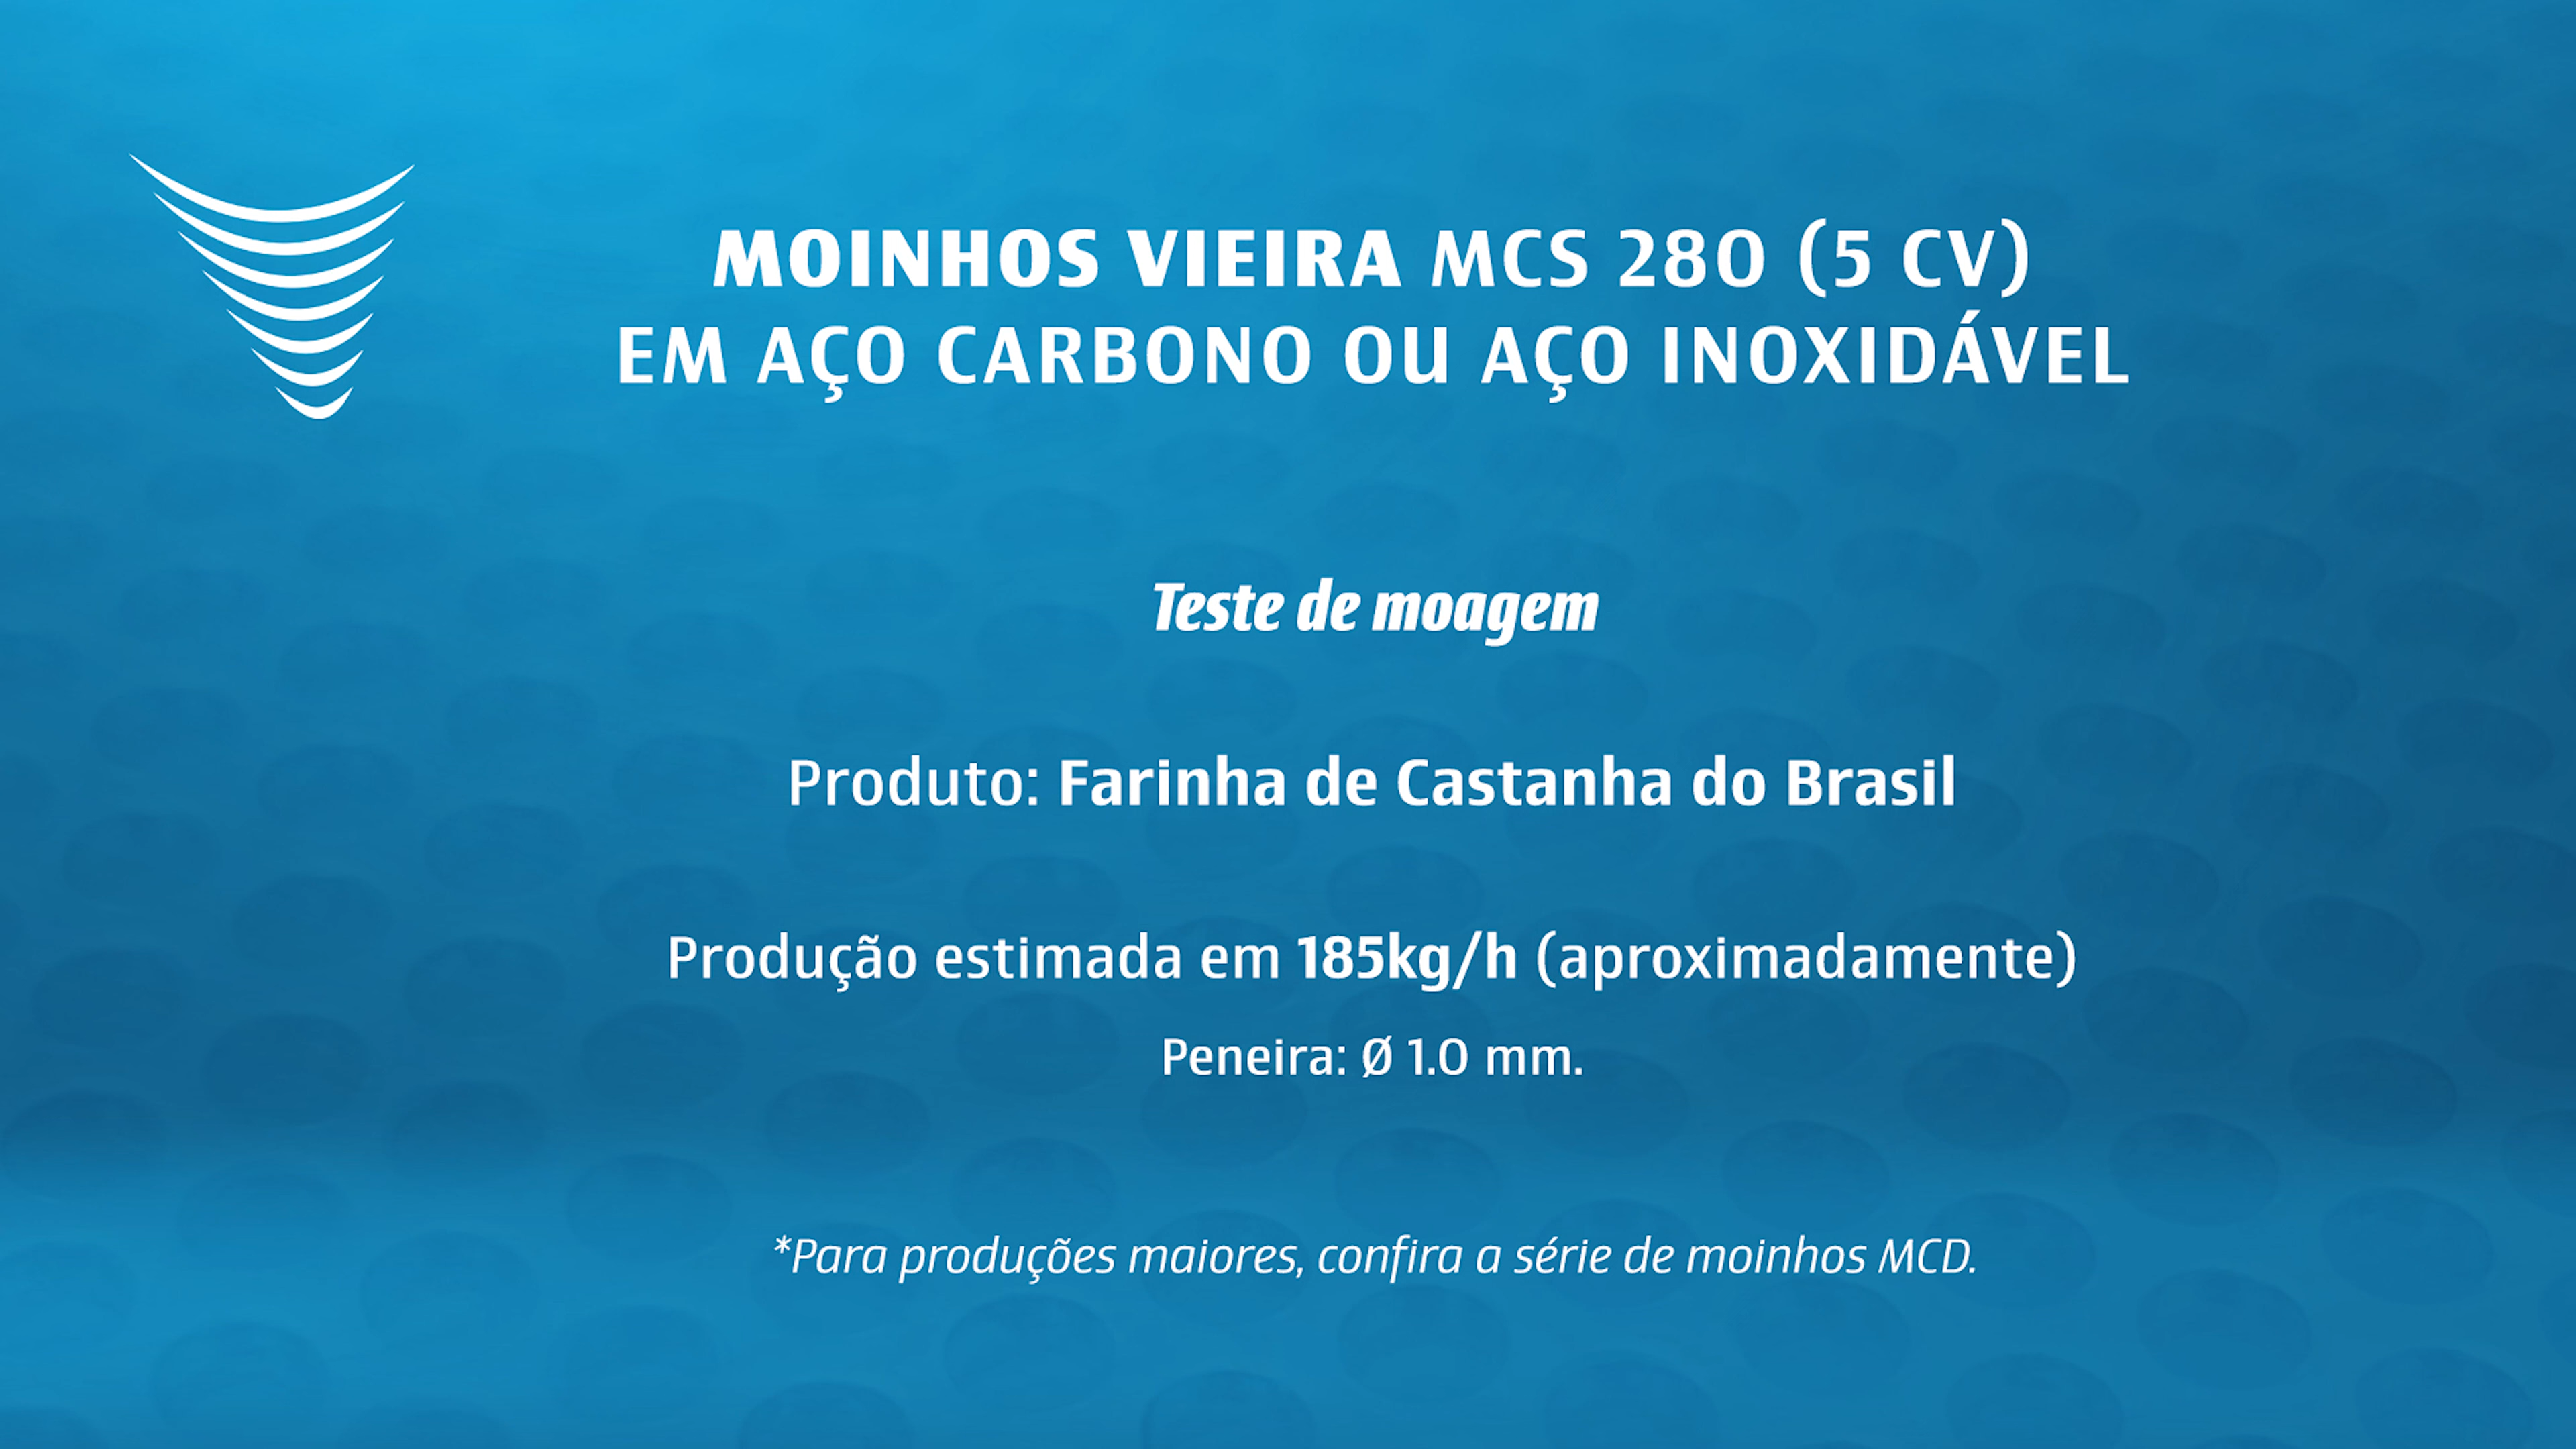 MOINHOS VIEIRA MCS 280 (5 CV)
EM AÇO CARBONO OU AÇO INOXIDÁVEL
Teste de moagem
Produto: Farinha de Castanha do Brasil
Produção estimada em 185kg/h (aproximadamente)
Peneira: Ø 1.0 mm.
*Para produções maiores, confira a série de moinhos MCD.